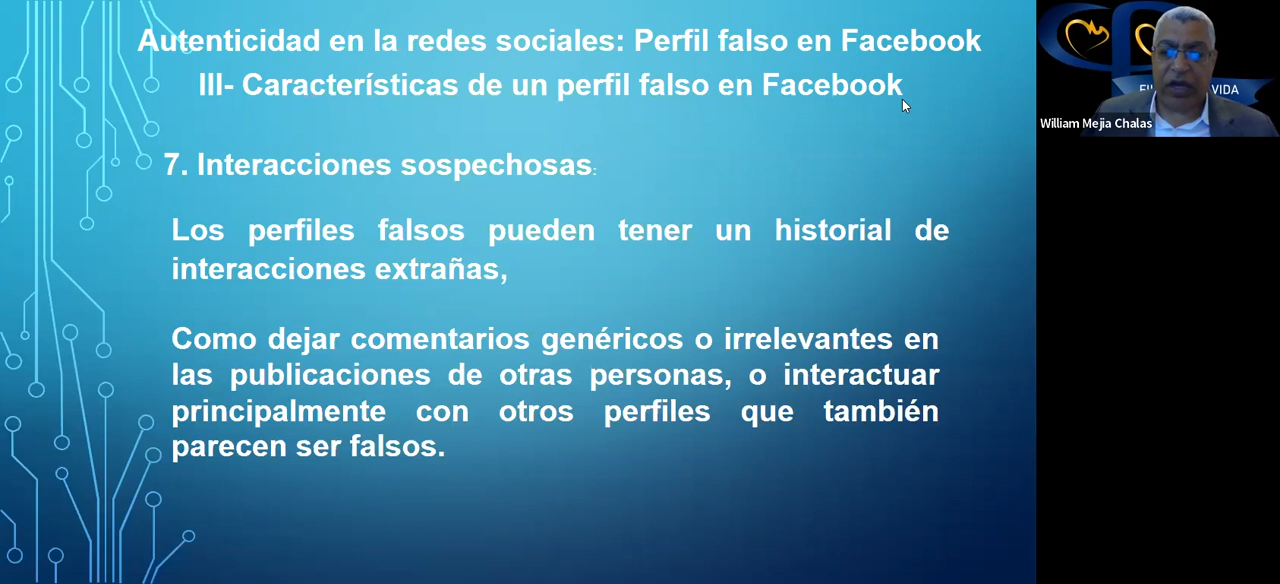 Autenticidad en la redes sociales: Perfil falso en Facebook
III- Características de un perfil falso en Facebook
7. Interacciones sospechosas:
Los perfiles falsos pueden tener un historial de
interacciones extrañas,
Como dejar comentarios genéricos o irrelevantes en
las publicaciones de otras personas, o interactuar
principalmente con otros perfiles que también
parecen ser falsos.
VIDA
William Mejia Chalas